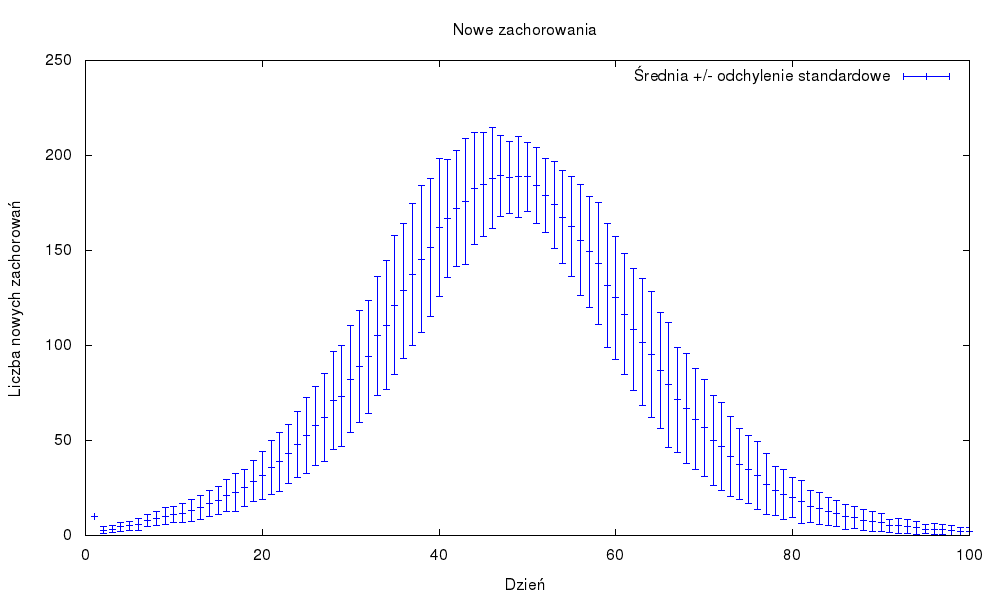 Nowe zachorowania
Średnia +/- odchylenie standardowe
250
200
150
100
50
0
Liczba nowych zachorowań
0 20 40 60 80 100
Dzień